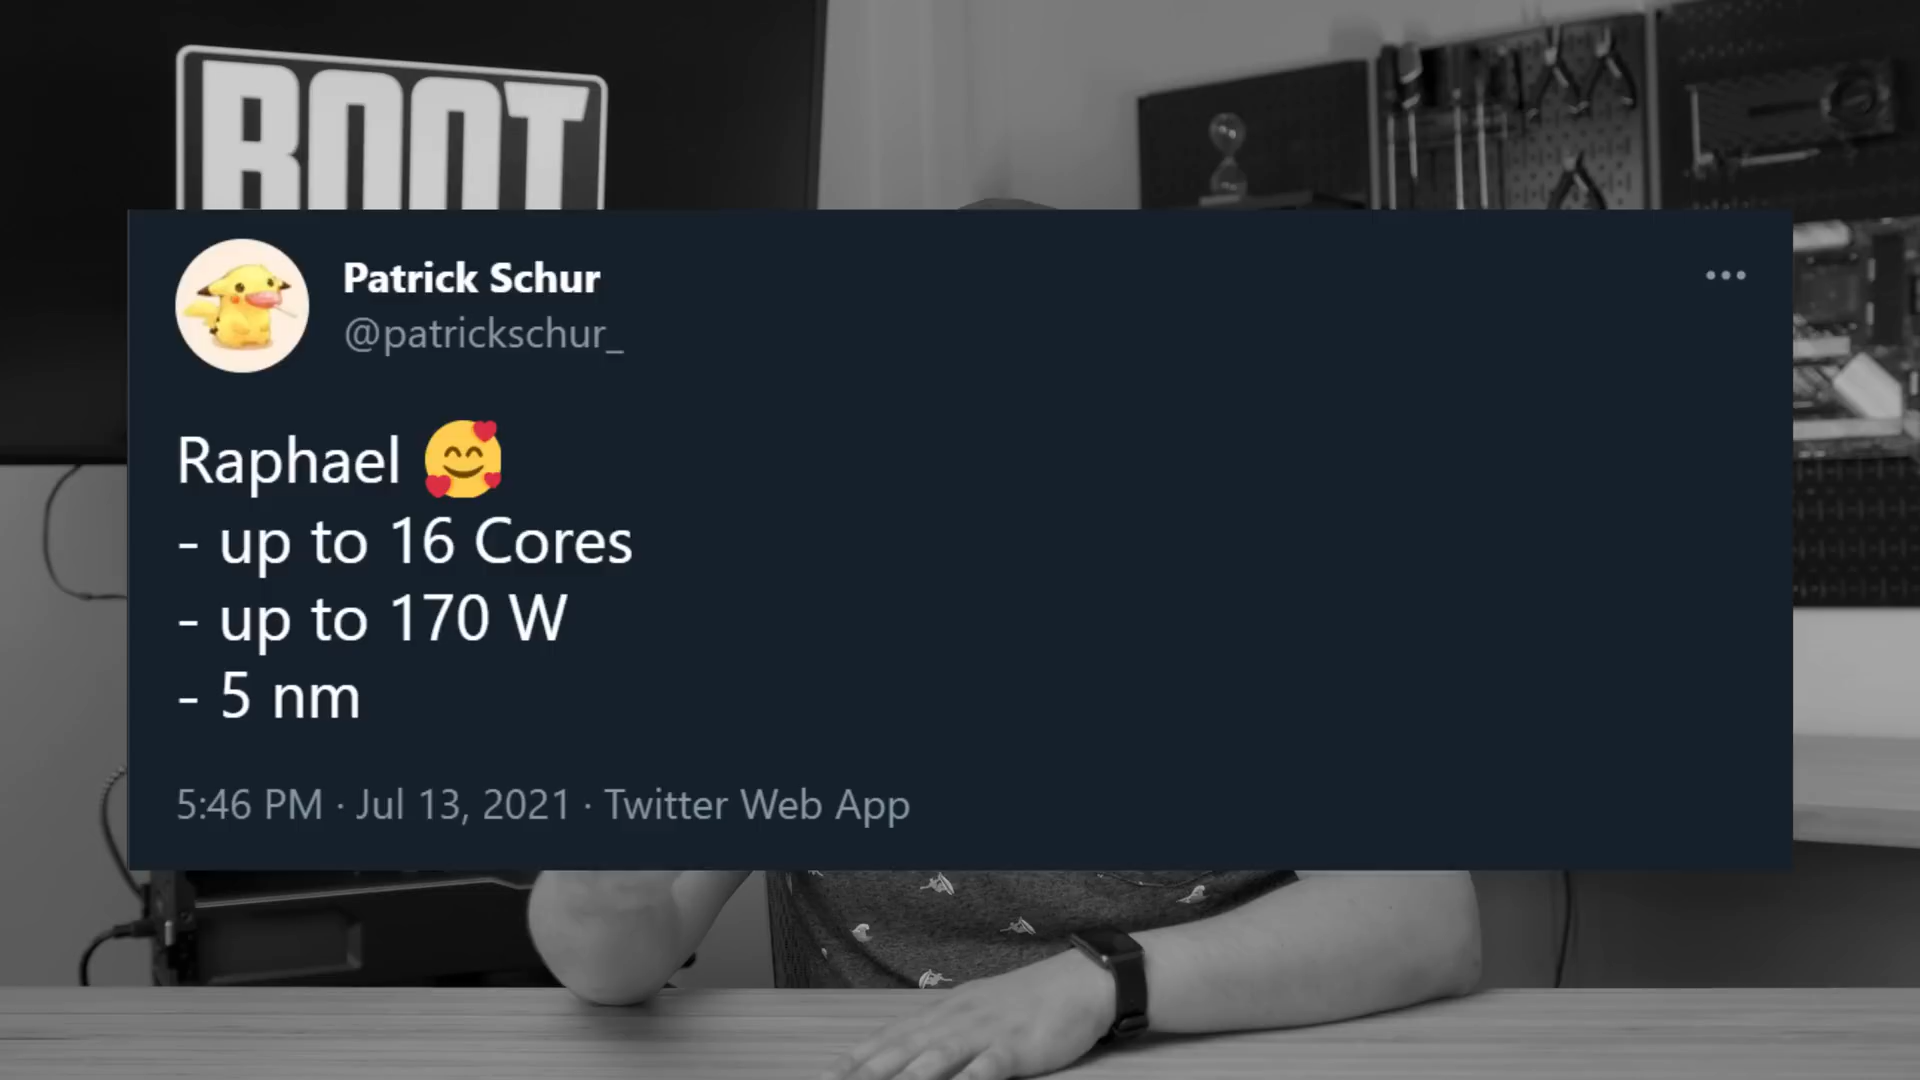 Patrick Schur
@patrickschur_
Raphael 🥰
- up to 16 Cores
- up to 170 W
- 5 nm
5:46 PM · Jul 13, 2021 · Twitter Web App